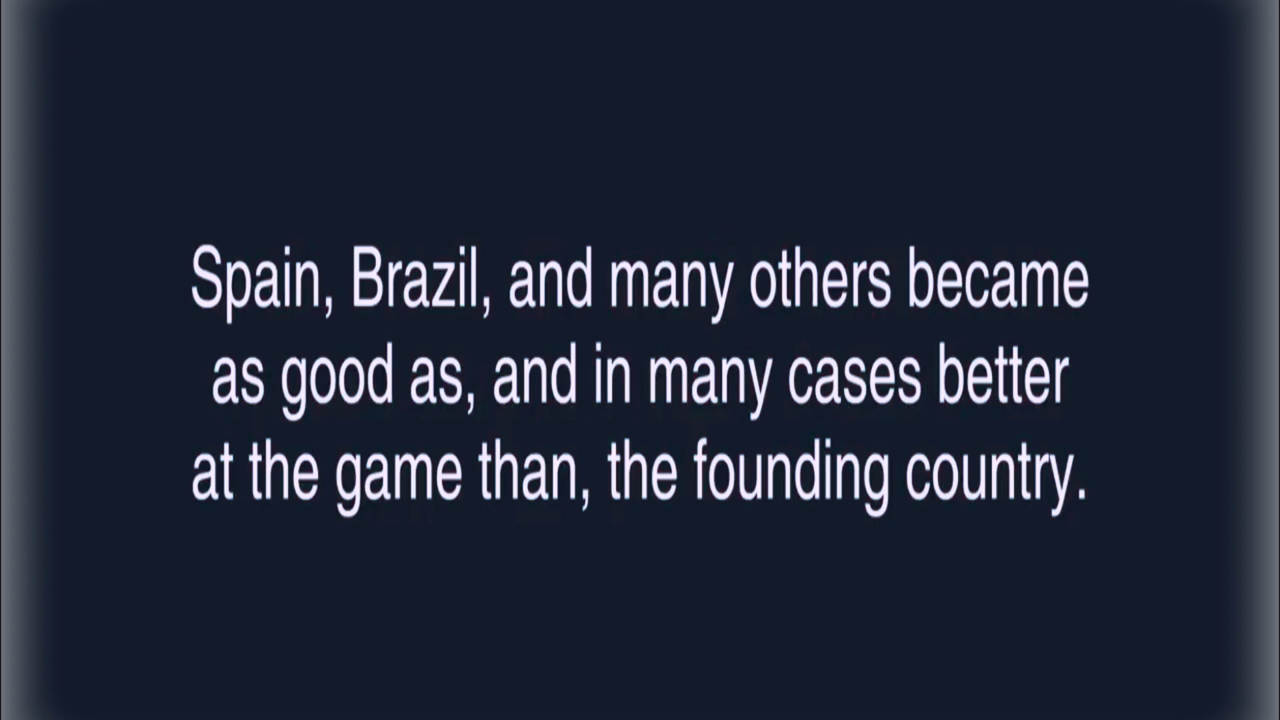 Spain, Brazil, and many others became
as good as, and in many cases better
at the game than, the founding country.